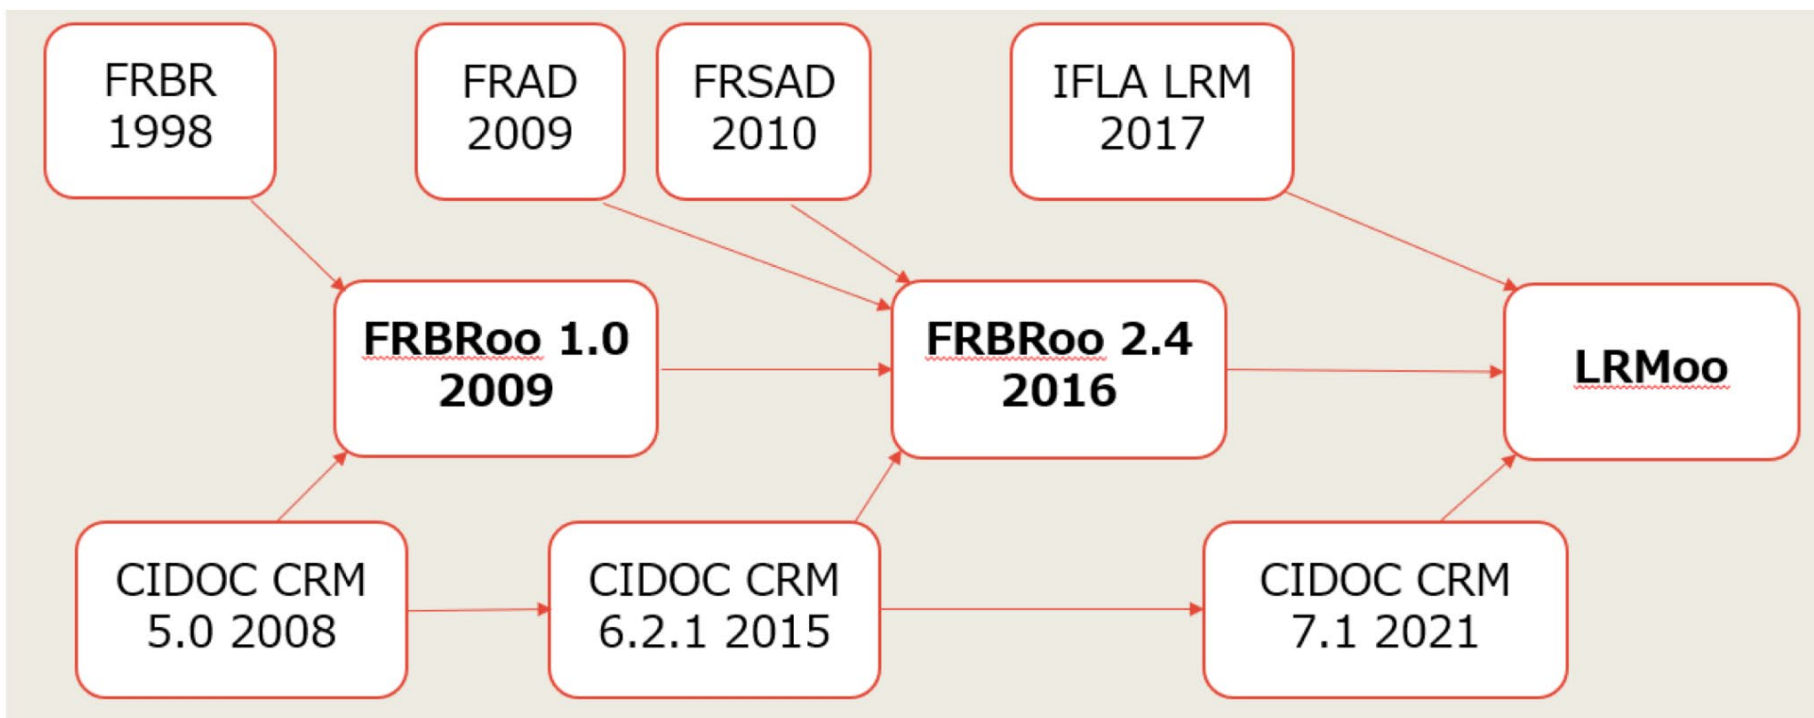 FRBR
1998
FRAD
2009
FRSAD
2010
IFLA LRM
2017
FRBRoo 1.0
2009
FRBRoo 2.4
2016
LRMoo
CIDOC CRM
5.0 2008
CIDOC CRM
6.2.1 2015
CIDOC CRM
7.1 2021